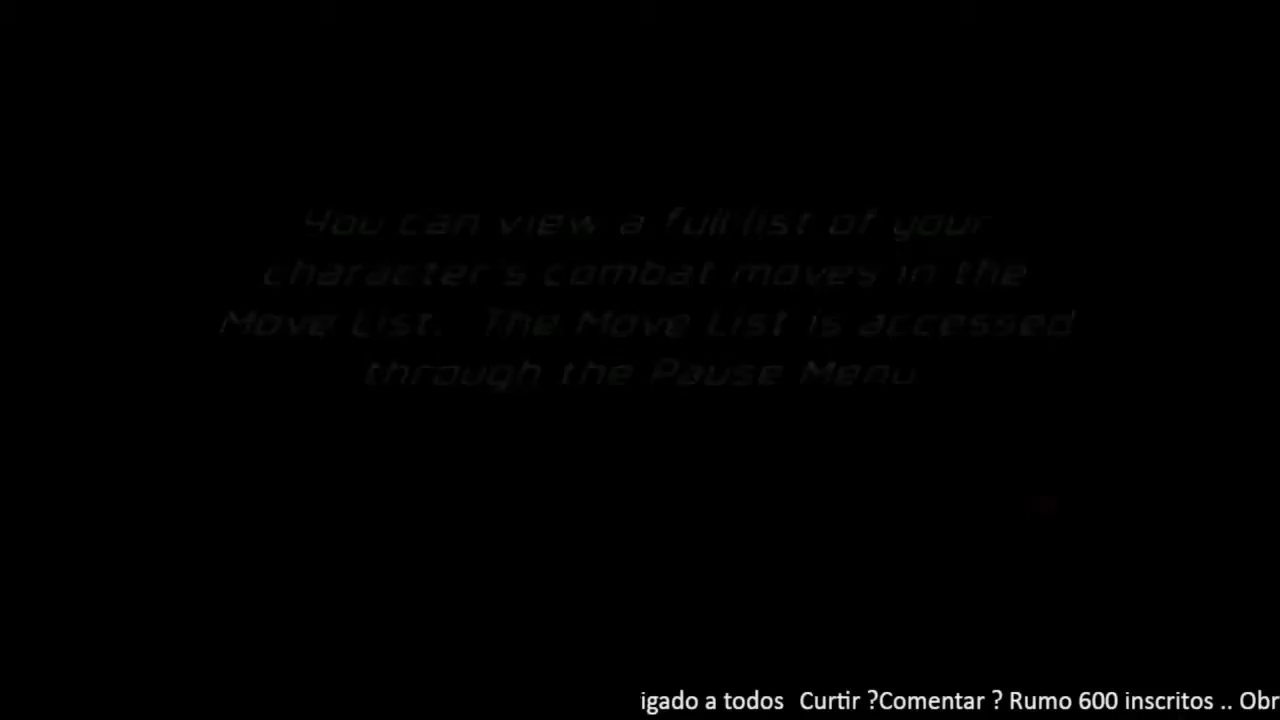 You can view a full list of your
character's combat moves in the
Move List. The Move List is accessed
through the Pause Menu
igado a todos Curtir ?Comentar ? Rumo 600 inscritos .. Obr